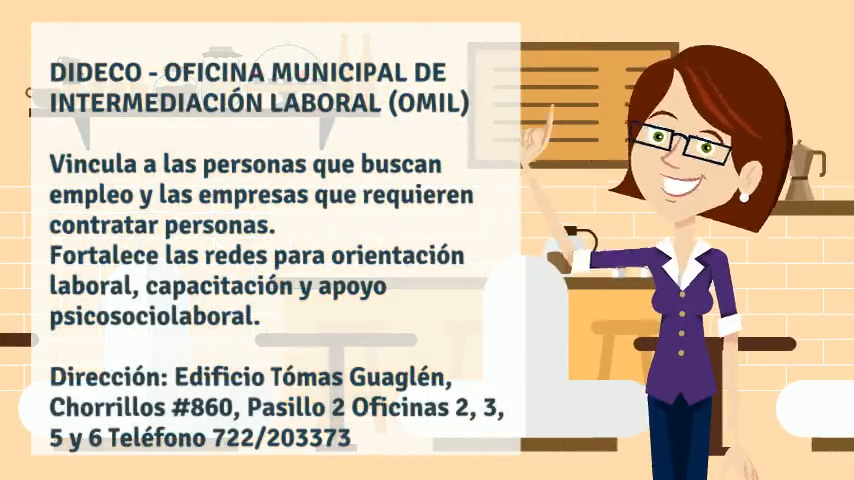 DIDECO - OFICINA MUNICIPAL DE
INTERMEDIACIÓN LABORAL (OMIL)
Vincula a las personas que buscan
empleo y las empresas que requieren
contratar personas.
Fortalece las redes para orientación
laboral, capacitación y apoyo
psicosociolaboral.
Dirección: Edificio Tómas Guaglén,
Chorrillos #860, Pasillo 2 Oficinas 2, 3,
5 y 6 Teléfono 722/203373